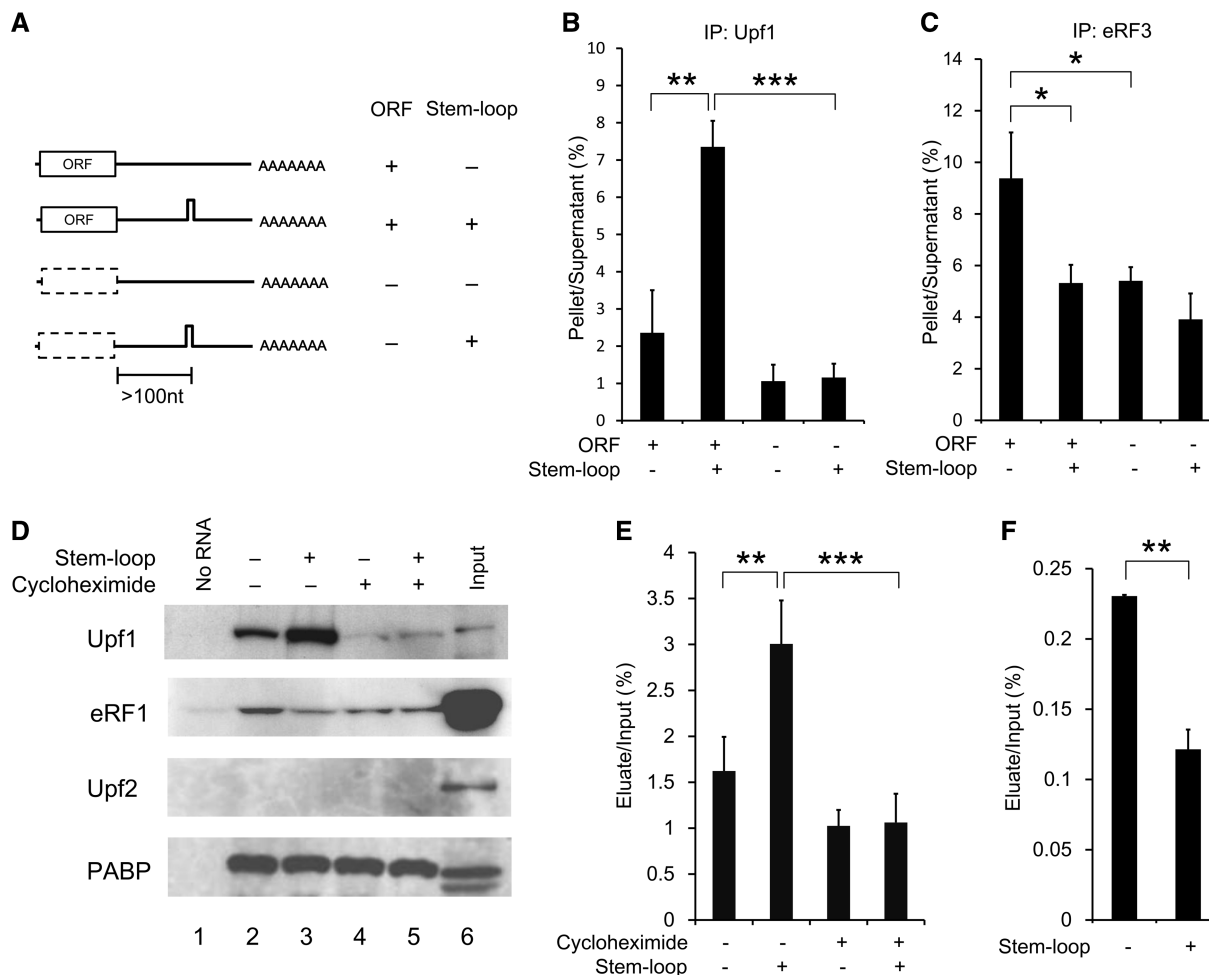 A
ORF Stem-loop
ORF AAAAAAA + –
ORF AAAAAAA + +
AAAAAAA – –
AAAAAAA – +
>100nt
B
IP: Upf1
** ***
Pellet/Supernatant (%)
10
9
8
7
6
5
4
3
2
1
0
ORF + + - -
Stem-loop - + - +
C
IP: eRF3
*
*
Pellet/Supernatant (%)
14
12
10
8
6
4
2
0
ORF + + - -
Stem-loop - + - +
D
No RNA
Input
Stem-loop – + – +
Cycloheximide – – + +
Upf1
eRF1
Upf2
PABP
1 2 3 4 5 6
E
** ***
Eluate/Input (%)
4
3.5
3
2.5
2
1.5
1
0.5
0
Cycloheximide - - + +
Stem-loop - + - +
F
**
Eluate/Input (%)
0.25
0.2
0.15
0.1
0.05
0
Stem-loop - +